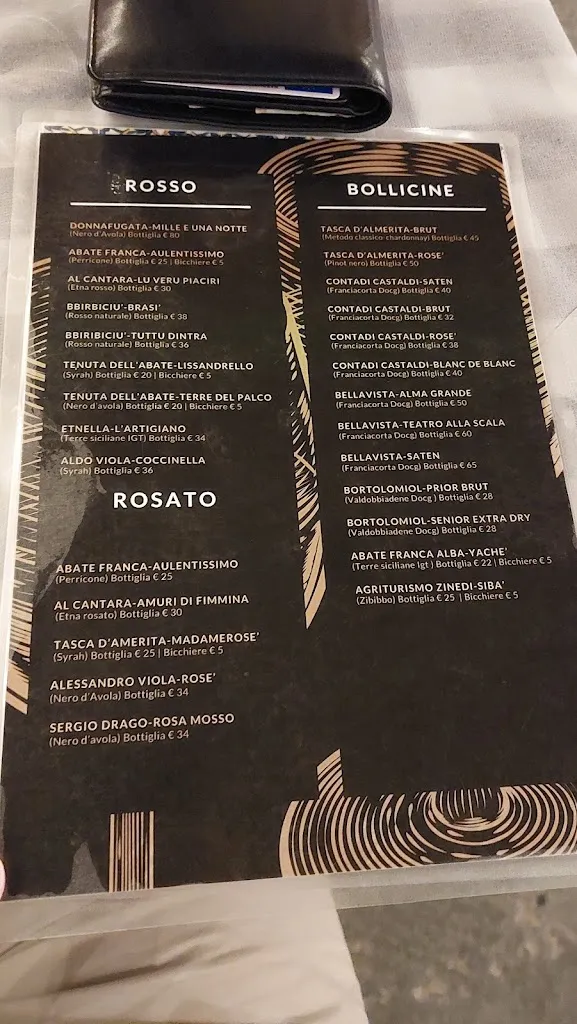 ROSSO
DONNAFUGATA-MILLE E UNA NOTTE
(Nero d'Avola) Bottiglia € 80
ABATE FRANCA-AULENTISSIMO
(Perricone) Bottiglia € 25 | Bicchiere € 5
AL CANTARA-LU VERU PIACIRI
(Etna rosso) Bottiglia € 30
BBIRBICIU'-BRASI'
(Rosso naturale) Bottiglia € 38
BBIRIBICIU'-TUTTU DINTRA
(Rosso naturale) Bottiglia € 36
TENUTA DELL'ABATE-LISSANDRELLO
(Syrah) Bottiglia € 20 | Bicchiere € 5
TENUTA DELL'ABATE-TERRE DEL PALCO
(Nero d'avola) Bottiglia € 20 | Bicchiere € 5
ETNELLA-L'ARTIGIANO
(Terre siciliane IGT) Bottiglia € 34
ALDO VIOLA-COCCINELLA
(Syrah) Bottiglia € 36
ROSATO
ABATE FRANCA-AULENTISSIMO
(Perricone) Bottiglia € 25
AL CANTARA-AMURI DI FIMMINA
(Etna rosato) Bottiglia € 30
TASCA D'AMERITA-MADAMEROSE'
(Syrah) Bottiglia € 25 | Bicchiere € 5
ALESSANDRO VIOLA-ROSE'
(Nero d'Avola) Bottiglia € 34
SERGIO DRAGO-ROSA MOSSO
(Nero d'avola) Bottiglia € 34
BOLLICINE
TASCA D'ALMERITA-BRUT
(Metodo classico-chardonnay) Bottiglia € 45
TASCA D'ALMERITA-ROSE'
(Pinot nero) Bottiglia € 50
CONTADI CASTALDI-SATEN
(Franciacorta Docg) Bottiglia € 40
CONTADI CASTALDI-BRUT
(Franciacorta Docg) Bottiglia € 32
CONTADI CASTALDI-ROSE'
(Franciacorta Docg) Bottiglia € 38
CONTADI CASTALDI-BLANC DE BLANC
(Franciacorta Docg) Bottiglia € 40
BELLAVISTA-ALMA GRANDE
(Franciacorta Docg) Bottiglia € 50
BELLAVISTA-TEATRO ALLA SCALA
(Franciacorta Docg) Bottiglia € 60
BELLAVISTA-SATEN
(Franciacorta Docg) Bottiglia € 65
BORTOLOMIOL-PRIOR BRUT
(Valdobbiadene Docg ) Bottiglia € 28
BORTOLOMIOL-SENIOR EXTRA DRY
(Valdobbiadene Docg) Bottiglia € 28
ABATE FRANCA ALBA-YACHE'
(Terre siciliane Igt ) Bottiglia € 22 | Bicchiere € 5
AGRITURISMO ZINEDI-SIBA'
(Zibibbo) Bottiglia € 25 | Bicchiere € 5